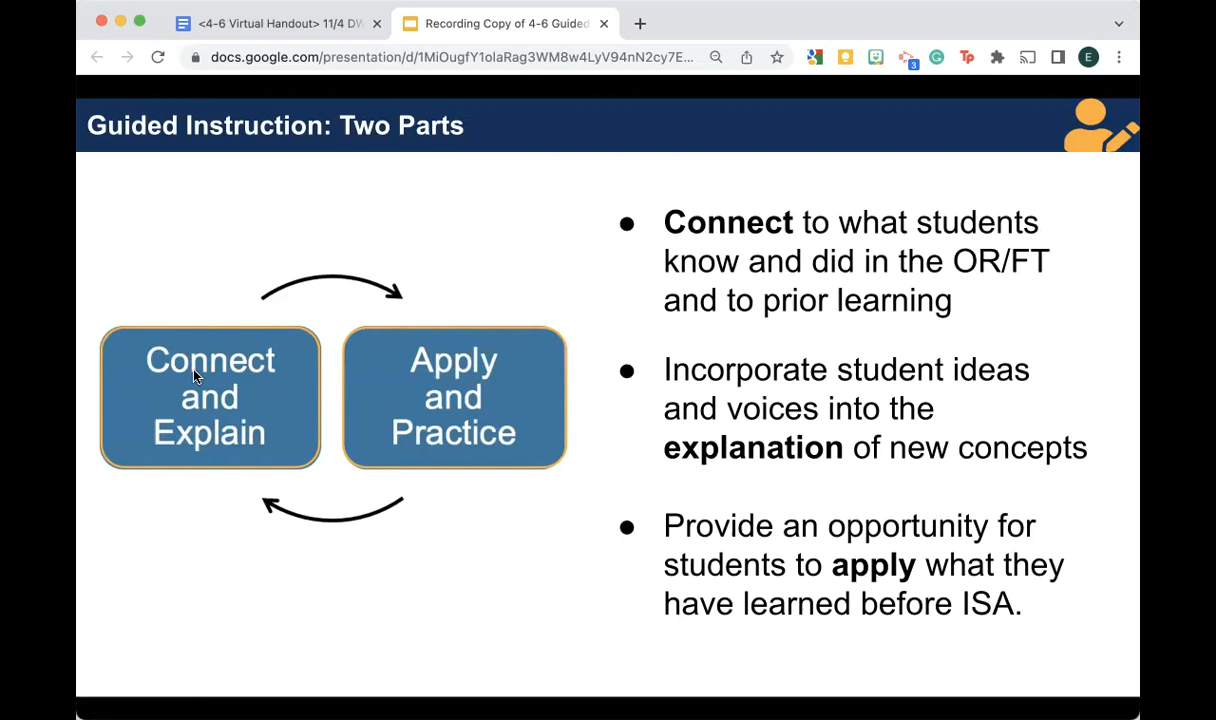 <4-6 Virtual Handout> 11/4 DW
Recording Copy of 4-6 Guided
docs.google.com/presentation/d/1MiOugfY1olaRag3WM8w4LyV94nN2cy7E...
3
Tp
E
Guided Instruction: Two Parts
Connect
and
Explain
Apply
and
Practice
● Connect to what students
know and did in the OR/FT
and to prior learning
● Incorporate student ideas
and voices into the
explanation of new concepts
● Provide an opportunity for
students to apply what they
have learned before ISA.